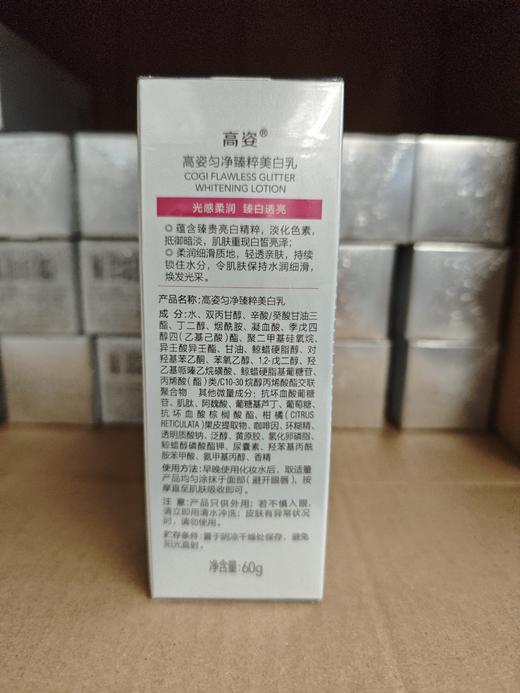 高姿®
高姿匀净臻粹美白乳
COGI FLAWLESS GLITTER
WHITENING LOTION
光感柔润 臻白透亮
◎蕴含臻贵亮白精粹，淡化色素，
抵御暗淡，肌肤重现白皙亮泽；
◎柔润细滑质地，轻透亲肤，持续
锁住水分，令肌肤保持水润细滑，
焕发光采。
产品名称：高姿匀净臻粹美白乳
成 分：水、双丙甘醇、辛酸/癸酸甘油三
酯、丁二醇、烟酰胺、凝血酸、季戊四
醇四（乙基己酸）酯、聚二甲基硅氧烷、
异壬酸异壬酯、甘油、鲸蜡硬脂醇、对
羟基苯乙酮、苯氧乙醇、1,2-戊二醇、羟
乙基哌嗪乙烷磺酸、鲸蜡硬脂基葡糖苷、
丙烯酸（酯）类/C10-30 烷醇丙烯酸酯交联
聚合物 其他微量成分：抗坏血酸葡糖
苷、肌肽、阿魏酸、葡糖基芦丁、葡萄糖、
抗坏血酸棕榈酸酯、柑橘(CITRUS
RETICULATA)果皮提取物、咖啡因、环糊精、
透明质酸钠、泛醇、黄原胶、氢化卵磷脂、
鲸蜡醇磷酸酯钾、尿囊素、羟苯基丙酰
胺苯甲酸、氨甲基丙醇、香精
使用方法：早晚使用化妆水后，取适量
产品均匀涂抹于面部（避开眼唇），按
摩直至肌肤吸收即可。
注 意：产品只供外用；若不慎入眼，
请立即用清水冲洗；皮肤有异常状况
时，请勿使用。
贮存条件：置于阴凉干燥处保存，避免
阳光直射。
净含量：60g